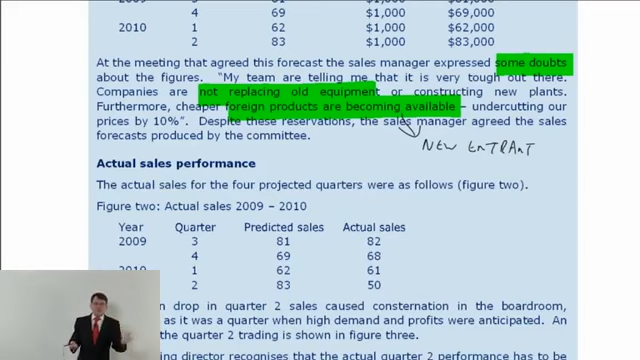 4 69 $1,000 $69,000
2010 1 62 $1,000 $62,000
2 83 $1,000 $83,000
At the meeting that agreed this forecast the sales manager expressed some doubts
about the figures. "My team are telling me that it is very tough out there.
Companies are not replacing old equipment or constructing new plants.
Furthermore, cheaper foreign products are becoming available – undercutting our
prices by 10%". Despite these reservations, the sales manager agreed the sales
forecasts produced by the committee.
NEW ENTRANT
Actual sales performance
The actual sales for the four projected quarters were as follows (figure two).
Figure two: Actual sales 2009 – 2010
Year Quarter Predicted sales Actual sales
2009 3 81 82
4 69 68
2010 1 62 61
2 83 50
drop in quarter 2 sales caused consternation in the boardroom,
as it was a quarter when high demand and profits were anticipated. An
the quarter 2 trading is shown in figure three.
director recognises that the actual quarter 2 performance has to be